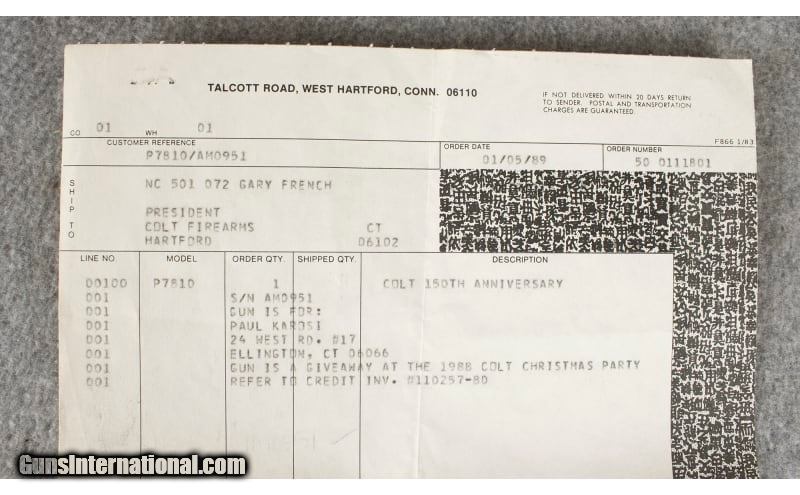 TALCOTT ROAD, WEST HARTFORD, CONN. 06110
IF NOT DELIVERED WITHIN 20 DAYS RETURN
TO SENDER. POSTAL AND TRANSPORTATION
CHARGES ARE GUARANTEED.
CO 01 WH 01
F866 1/83
CUSTOMER REFERENCE ORDER DATE ORDER NUMBER
P7810/AM0951 01/05/89 50 0111801
SHIP TO
NC 501 072 GARY FRENCH
PRESIDENT
COLT FIREARMS CT
HARTFORD 06102
LINE NO. MODEL ORDER QTY. SHIPPED QTY. DESCRIPTION
00100 P7810 1 COLT 150TH ANNIVERSARY
001 S/N AM0951
001 GUN IS FOR:
001 PAUL KAROSI
001 24 WEST RD. #17
001 ELLINGTON, CT 06066
001 GUN IS A GIVEAWAY AT THE 1988 COLT CHRISTMAS PARTY
001 REFER TO CREDIT INV. #110257-80
GunsInternational.com